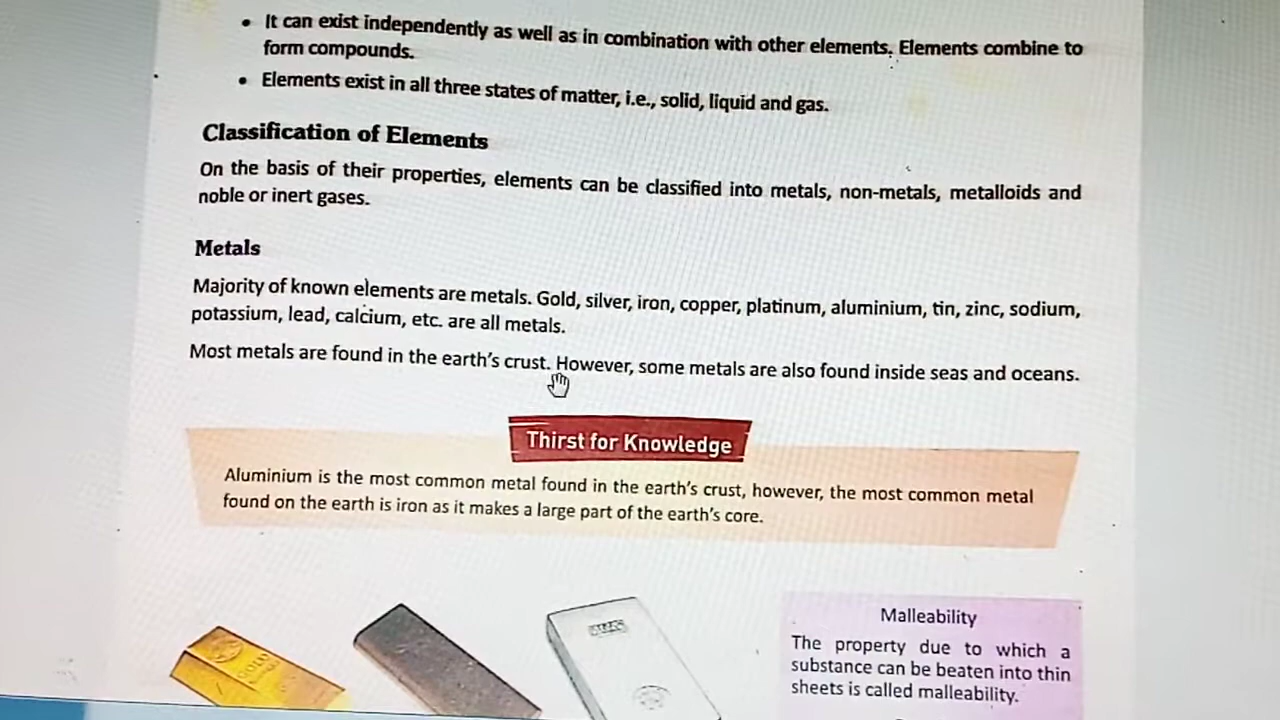 • It can exist independently as well as in combination with other elements. Elements combine to
form compounds.
• Elements exist in all three states of matter, i.e., solid, liquid and gas.
Classification of Elements
On the basis of their properties, elements can be classified into metals, non-metals, metalloids and
noble or inert gases.
Metals
Majority of known elements are metals. Gold, silver, iron, copper, platinum, aluminium, tin, zinc, sodium,
potassium, lead, calcium, etc. are all metals.
Most metals are found in the earth's crust. However, some metals are also found inside seas and oceans.
Thirst for Knowledge
Aluminium is the most common metal found in the earth's crust, however, the most common metal
found on the earth is iron as it makes a large part of the earth's core.
GOLD
Malleability
The property due to which a
substance can be beaten into thin
sheets is called malleability.